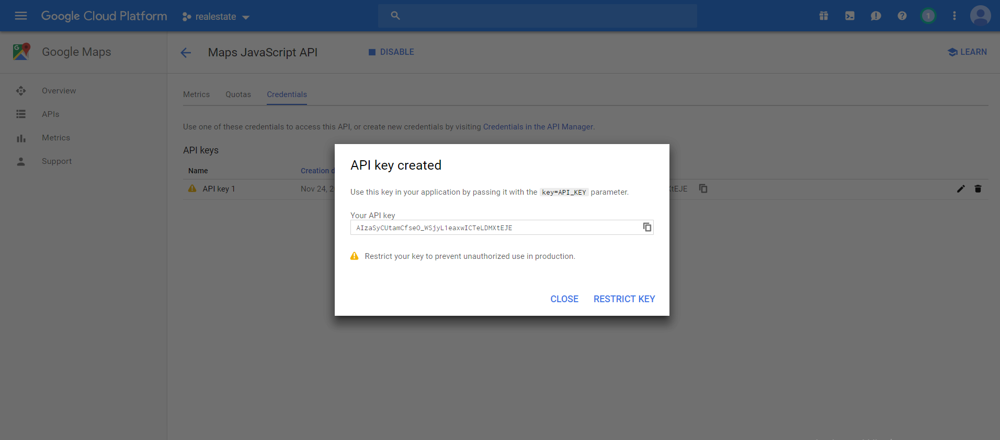 Google Cloud Platform
realestate
1
Google Maps
Maps JavaScript API
DISABLE
LEARN
Overview
APIs
Metrics
Support
Metrics Quotas Credentials
Use one of these credentials to access this API, or create new credentials by visiting Credentials in the API Manager.
API keys
Name Creation d
API key 1 Nov 24, 2 tEJE
API key created
Use this key in your application by passing it with the key=API_KEY parameter.
Your API key
AIzaSyCUtamCfseO_WSjyL1eaxwICTeLDMXtEJE
Restrict your key to prevent unauthorized use in production.
CLOSE RESTRICT KEY